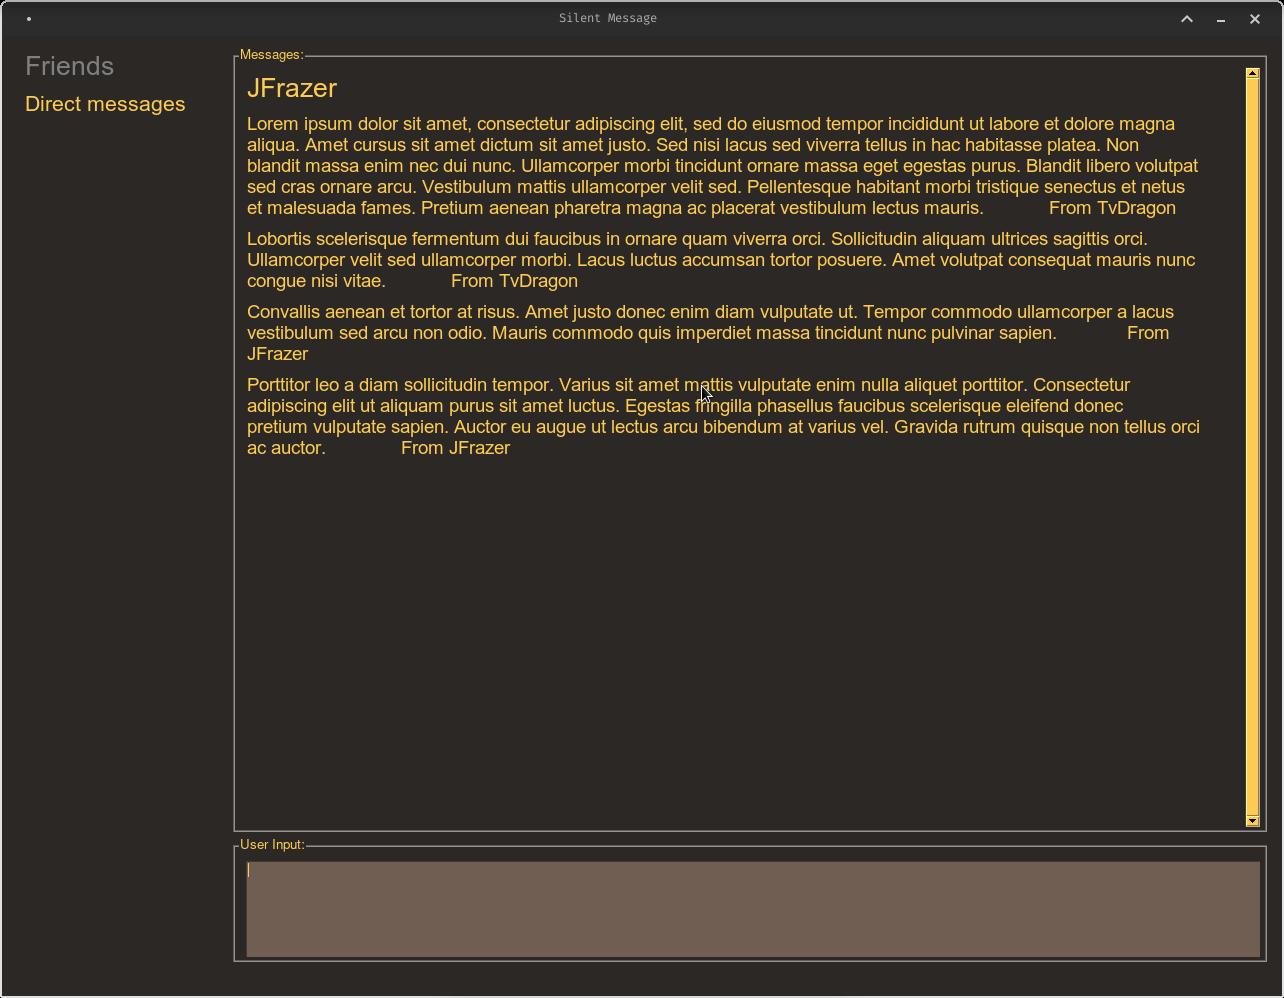 Silent Message
Friends
Direct messages
Messages:
JFrazer
Lorem ipsum dolor sit amet, consectetur adipiscing elit, sed do eiusmod tempor incididunt ut labore et dolore magna
aliqua. Amet cursus sit amet dictum sit amet justo. Sed nisi lacus sed viverra tellus in hac habitasse platea. Non
blandit massa enim nec dui nunc. Ullamcorper morbi tincidunt ornare massa eget egestas purus. Blandit libero volutpat
sed cras ornare arcu. Vestibulum mattis ullamcorper velit sed. Pellentesque habitant morbi tristique senectus et netus
et malesuada fames. Pretium aenean pharetra magna ac placerat vestibulum lectus mauris. From TvDragon
Lobortis scelerisque fermentum dui faucibus in ornare quam viverra orci. Sollicitudin aliquam ultrices sagittis orci.
Ullamcorper velit sed ullamcorper morbi. Lacus luctus accumsan tortor posuere. Amet volutpat consequat mauris nunc
congue nisi vitae. From TvDragon
Convallis aenean et tortor at risus. Amet justo donec enim diam vulputate ut. Tempor commodo ullamcorper a lacus
vestibulum sed arcu non odio. Mauris commodo quis imperdiet massa tincidunt nunc pulvinar sapien. From
JFrazer
Porttitor leo a diam sollicitudin tempor. Varius sit amet mattis vulputate enim nulla aliquet porttitor. Consectetur
adipiscing elit ut aliquam purus sit amet luctus. Egestas fringilla phasellus faucibus scelerisque eleifend donec
pretium vulputate sapien. Auctor eu augue ut lectus arcu bibendum at varius vel. Gravida rutrum quisque non tellus orci
ac auctor. From JFrazer
User Input: